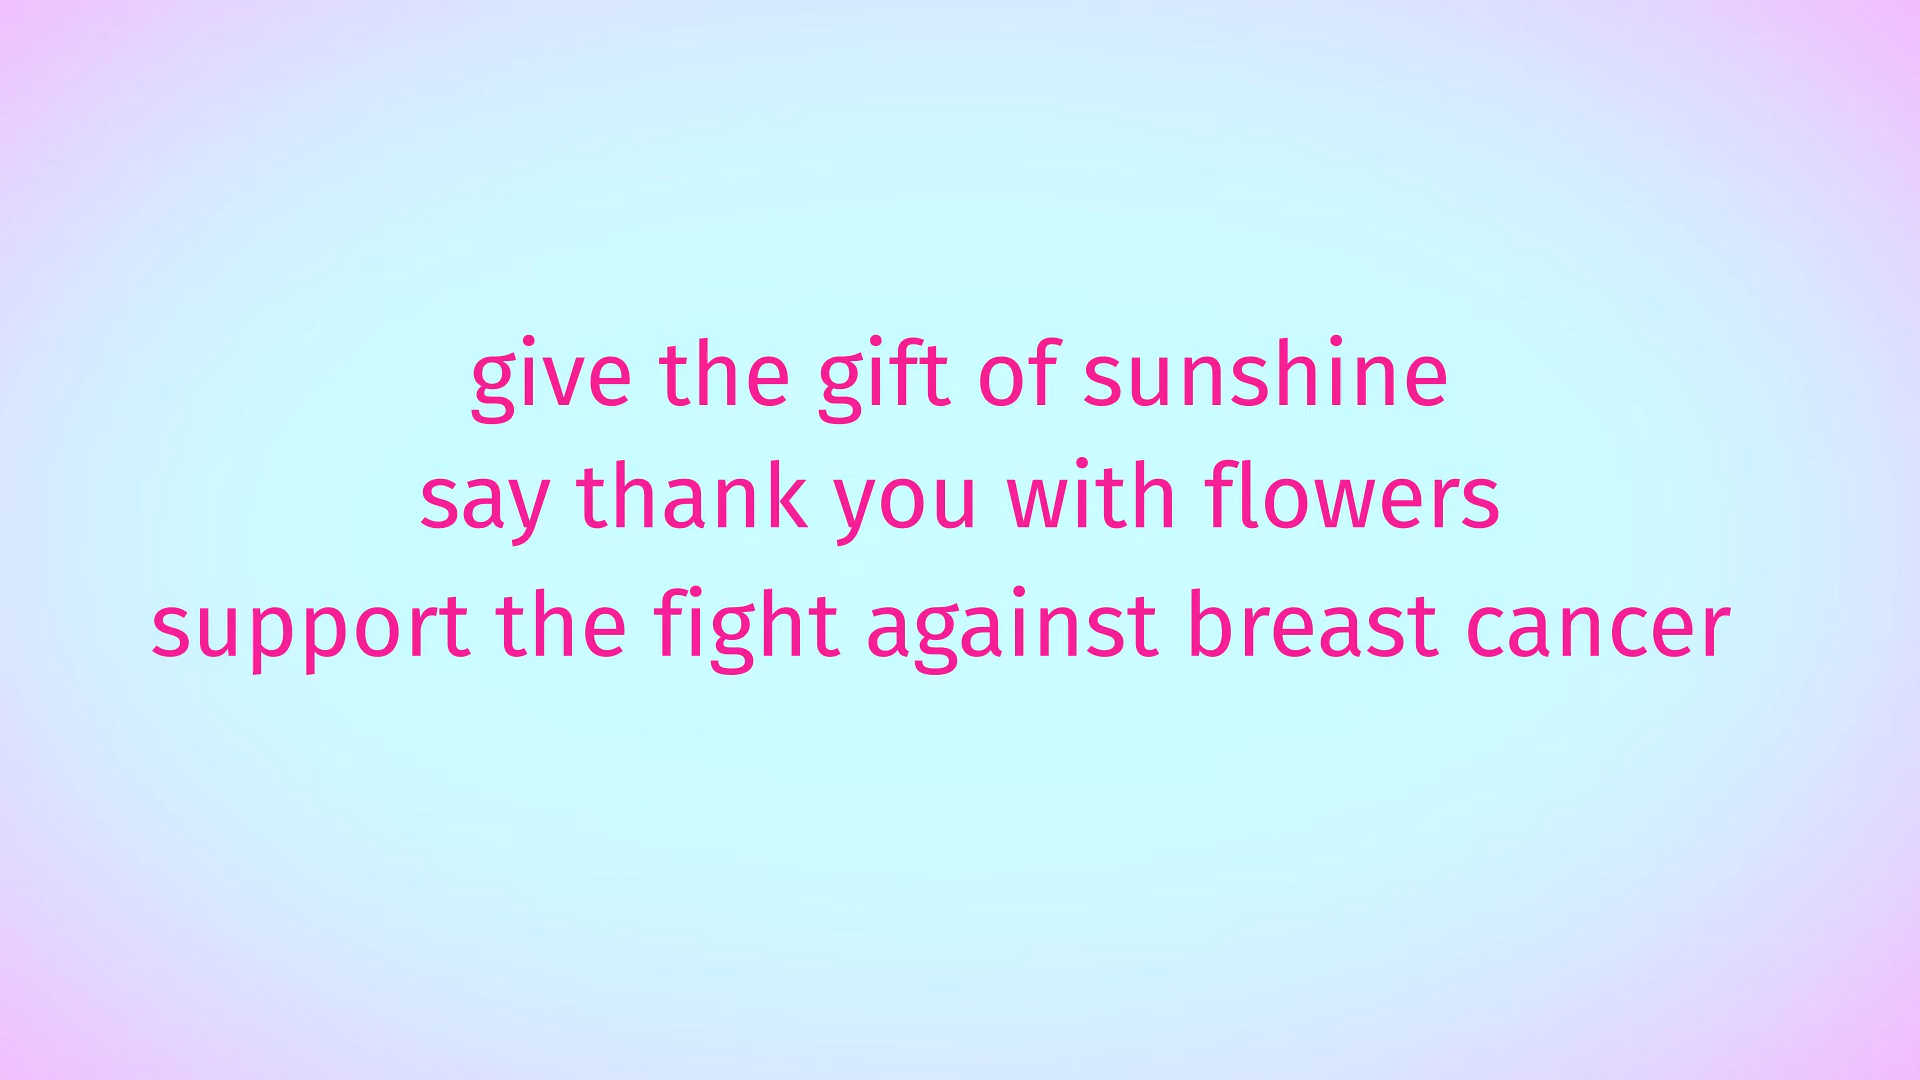 give the gift of sunshine
say thank you with flowers
support the fight against breast cancer